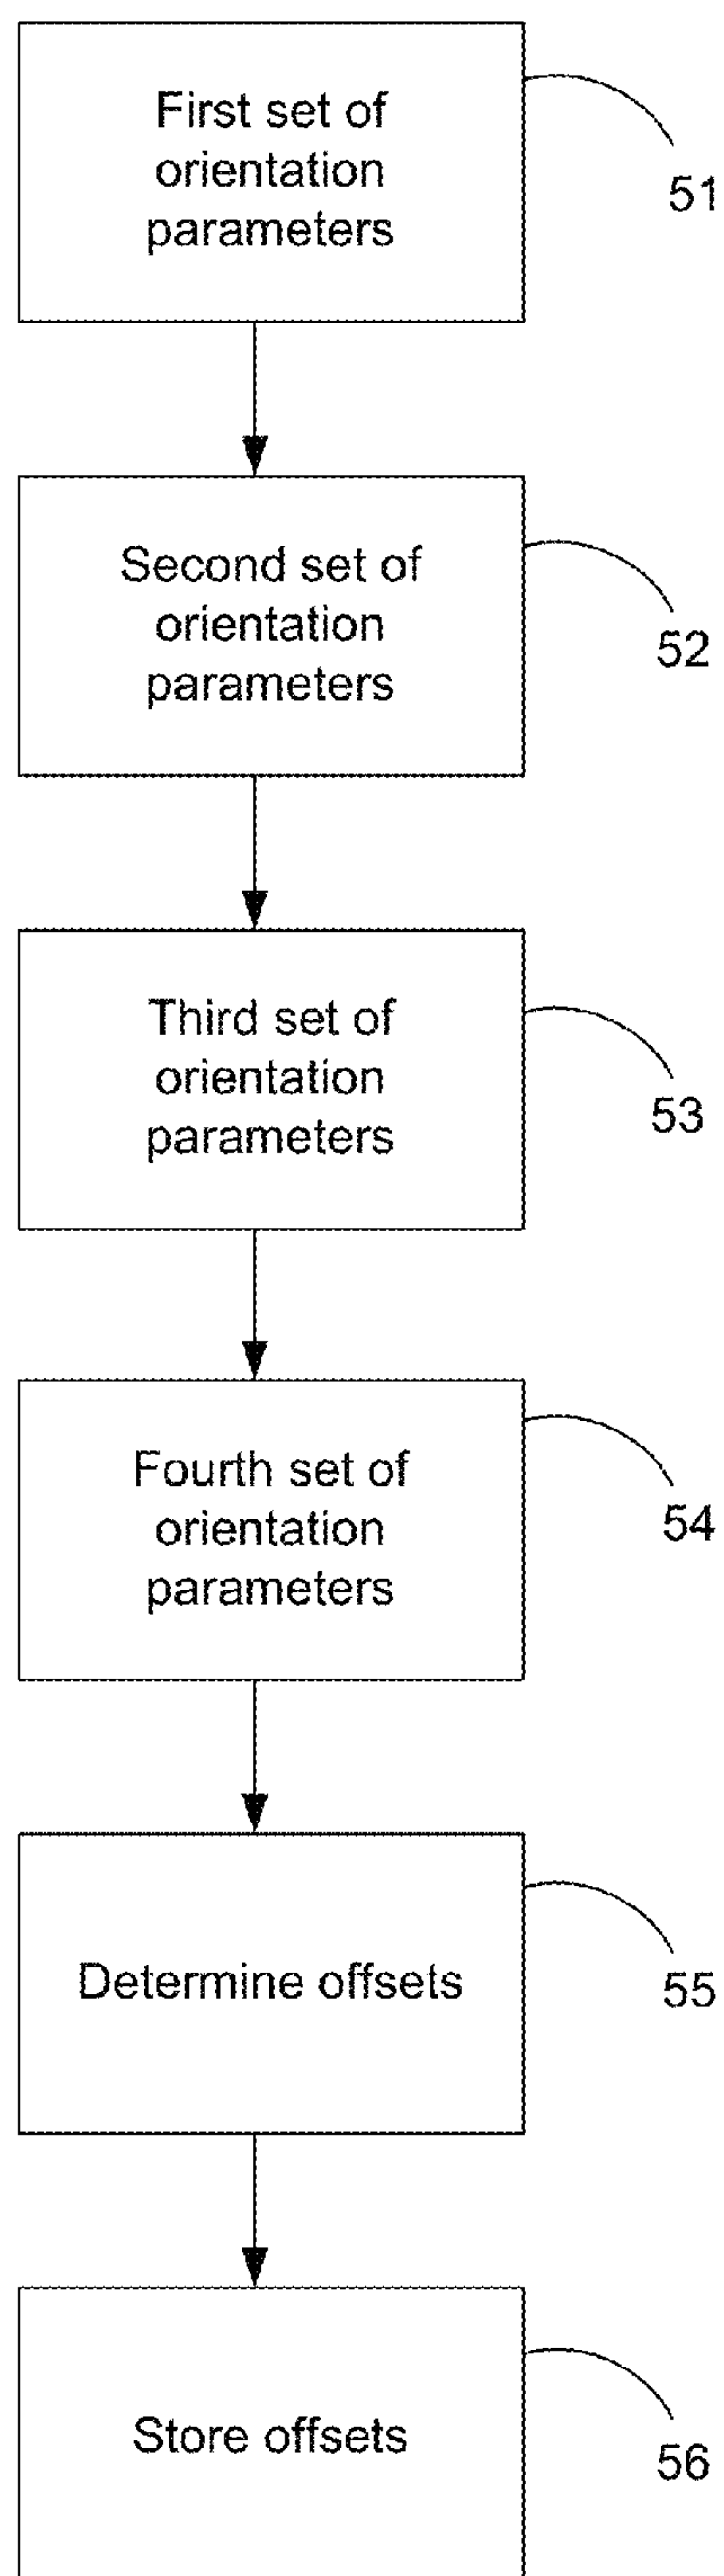 First set of
orientation
parameters
51
Second set of
orientation
parameters
52
Third set of
orientation
parameters
53
Fourth set of
orientation
parameters
54
Determine offsets
55
Store offsets
56